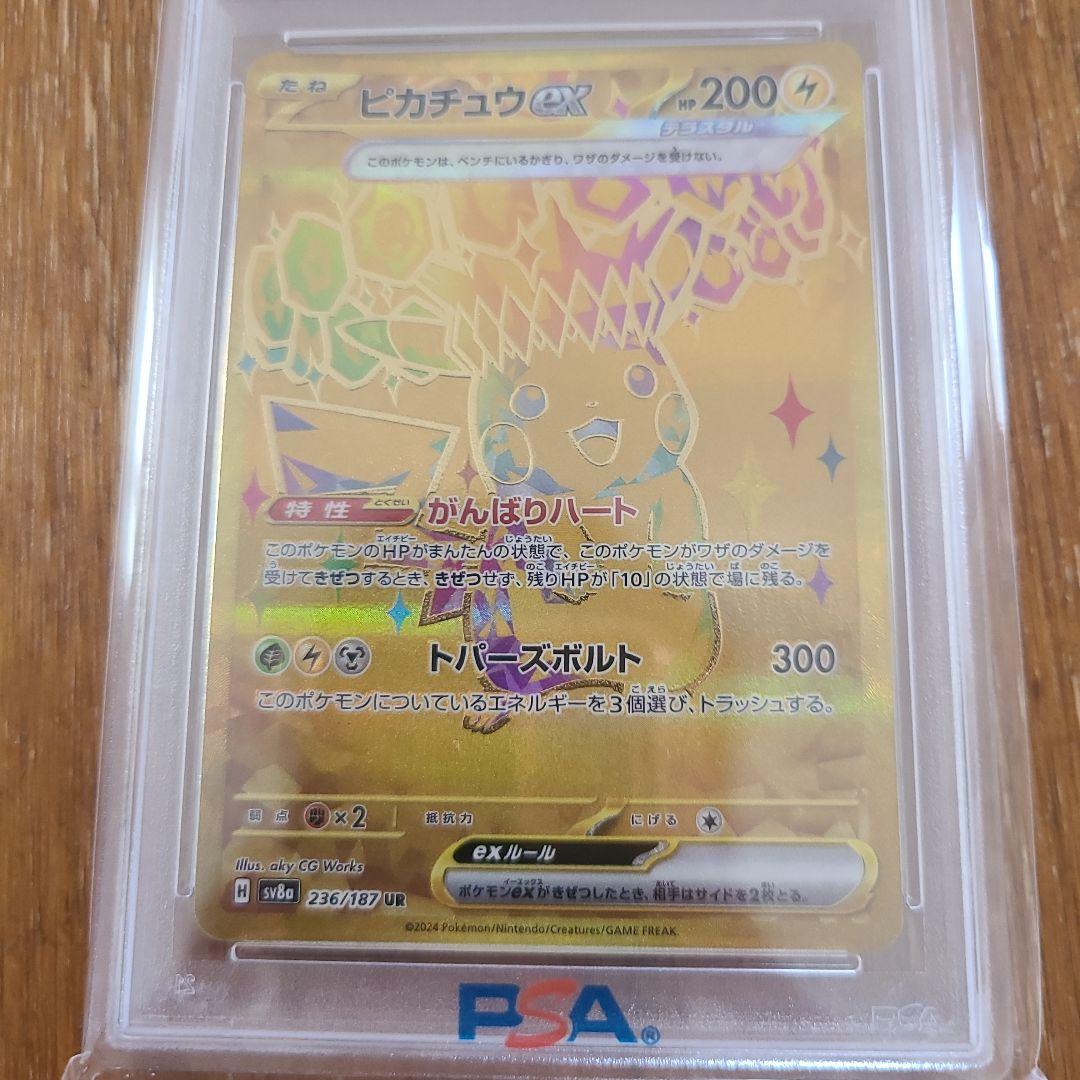 たね
ピカチュウex
HP 200
テラスタル
このポケモンは、ベンチにいるかぎり、ワザのダメージを受けない。
特性 がんばりハート
このポケモンのHPがまんたんの状態で、このポケモンがワザのダメージを
受けてきぜつするとき、きぜつせず、残りHPが「10」の状態で場に残る。
トパーズボルト 300
このポケモンについているエネルギーを3個選び、トラッシュする。
弱点 ×2 抵抗力 にげる
exルール
ポケモンexがきぜつしたとき、相手はサイドを2枚とる。
Illus. aky CG Works
H sv8a 236/187 UR
©2024 Pokémon/Nintendo/Creatures/GAME FREAK
PSA®
PSA